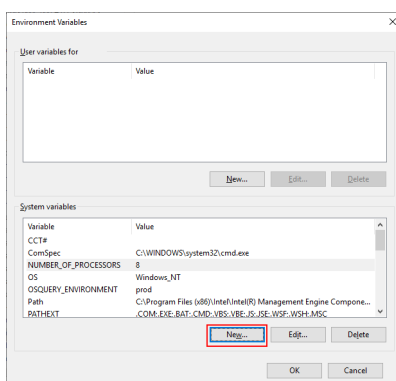 Environment Variables
User variables for
Variable Value
New... Edit... Delete
System variables
Variable Value
CCT#
ComSpec C:\WINDOWS\system32\cmd.exe
NUMBER_OF_PROCESSORS 8
OS Windows_NT
OSQUERY_ENVIRONMENT prod
Path C:\Program Files (x86)\Intel\Intel(R) Management Engine Compone...
PATHEXT .COM;.EXE;.BAT;.CMD;.VBS;.VBE;.JS;.JSE;.WSF;.WSH;.MSC
New... Edit... Delete
OK Cancel